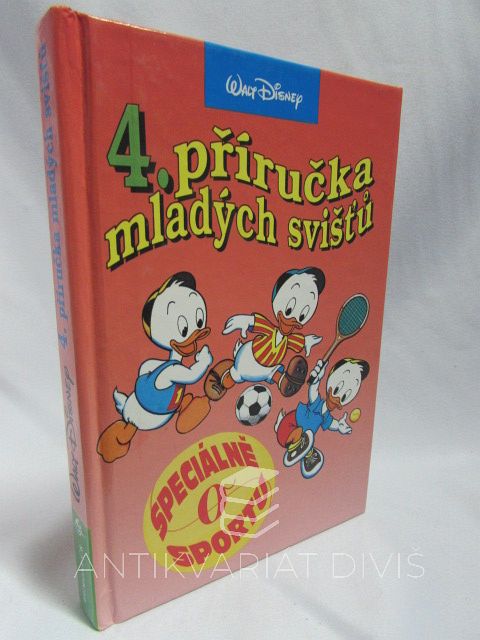 WALT DISNEY
4. příručka
mladých svišťů
SPECIÁLNĚ
O
SPORTU
4. příručka mladých svišťů
WALT DISNEY
ANTIKVARIAT DIVIŠ